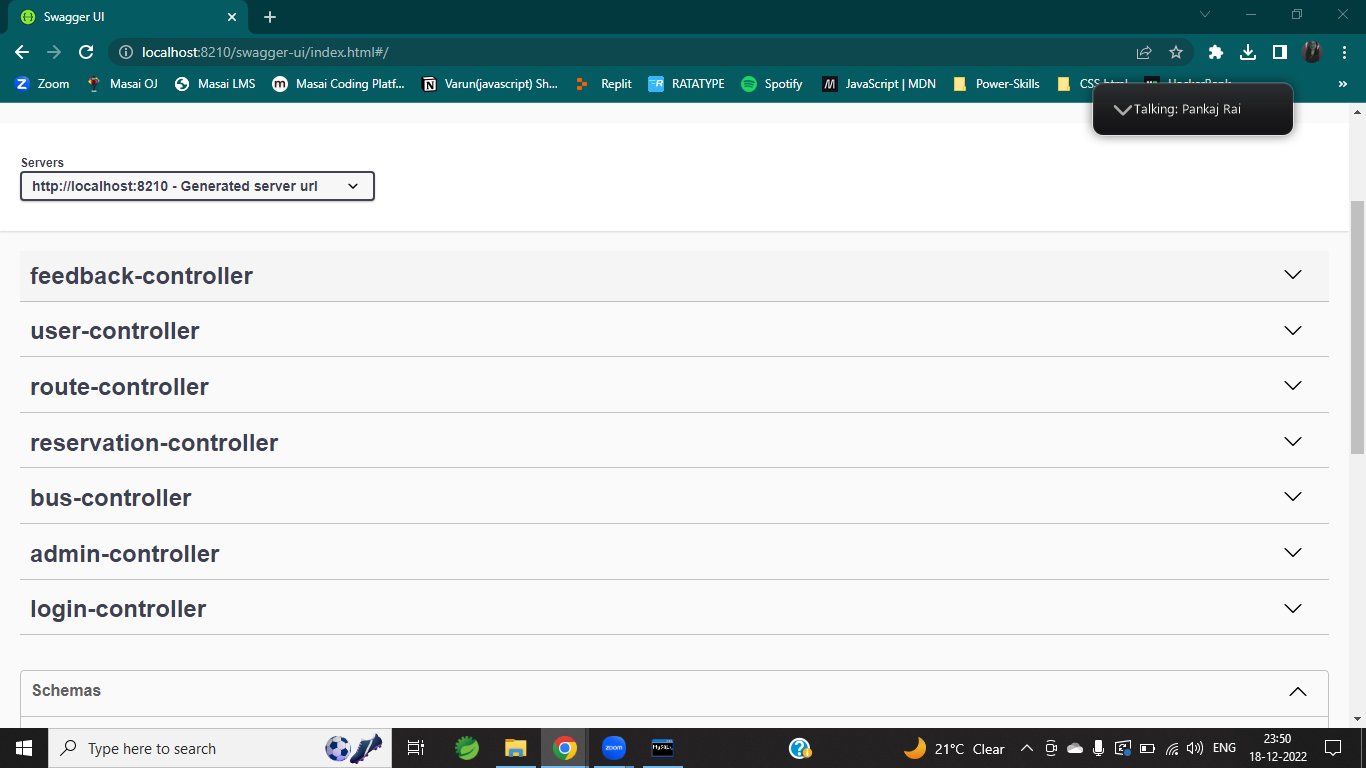 Swagger UI
localhost:8210/swagger-ui/index.html#/
Zoom
Masai OJ
Masai LMS
Masai Coding Platf...
Varun(javascript) Sh...
Replit
RATATYPE
Spotify
JavaScript | MDN
Power-Skills
Talking: Pankaj Rai
Servers
http://localhost:8210 - Generated server url
feedback-controller
user-controller
route-controller
reservation-controller
bus-controller
admin-controller
login-controller
Schemas
Type here to search
zoom
MySQL
21°C Clear
ENG
23:50
18-12-2022